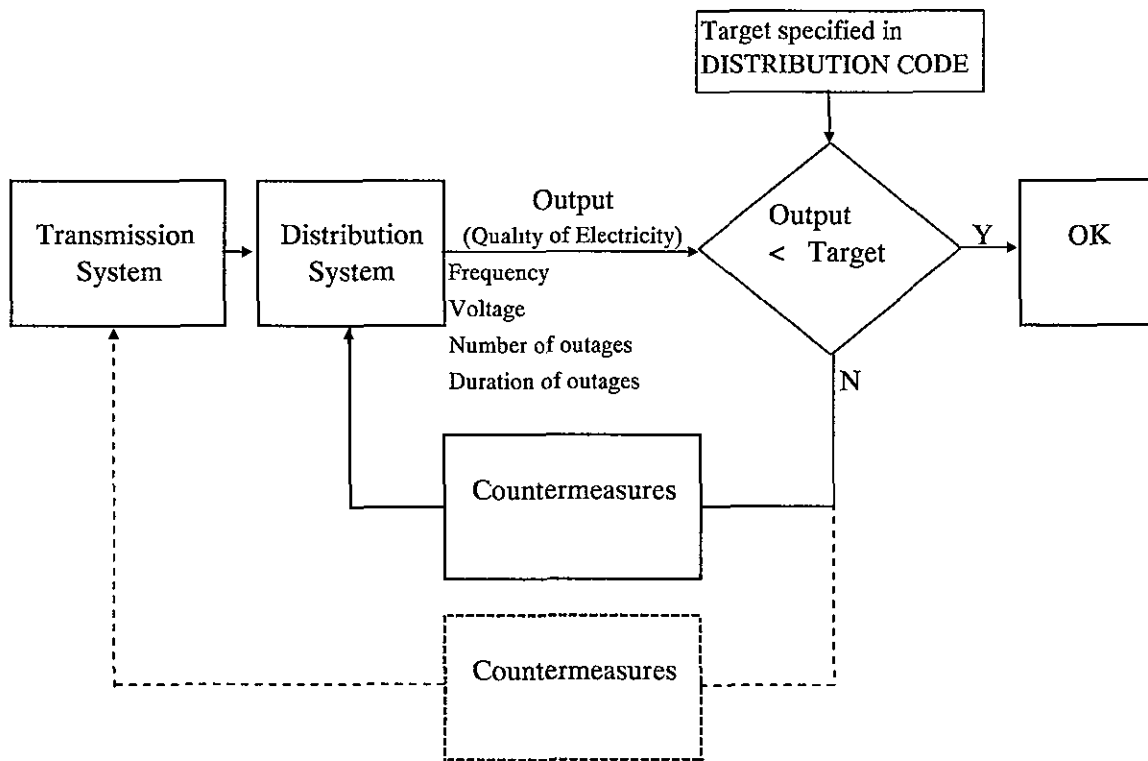 Target specified in
DISTRIBUTION CODE
Transmission
System
Distribution
System
Output
(Quality of Electricity)
Frequency
Voltage
Number of outages
Duration of outages
Output
< Target
Y
OK
N
Countermeasures
Countermeasures